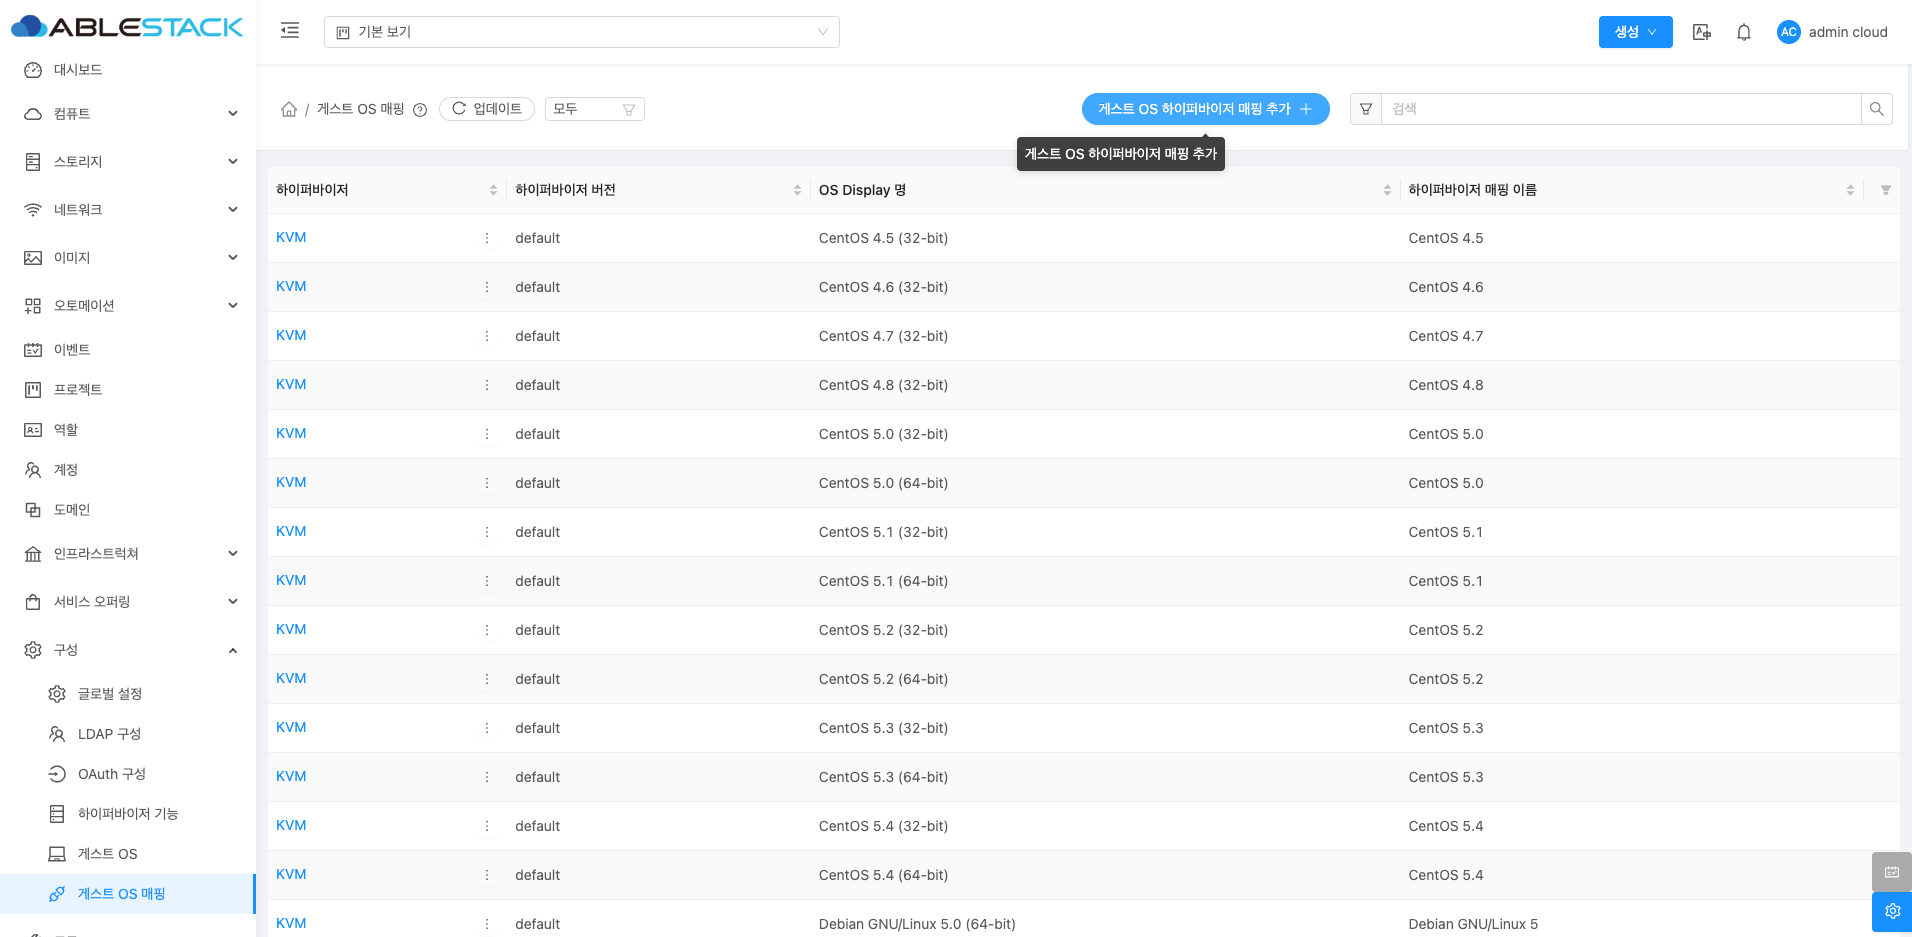 ABLESTACK
기본 보기
생성
AC admin cloud
대시보드
컴퓨트
스토리지
네트워크
이미지
오토메이션
이벤트
프로젝트
역할
계정
도메인
인프라스트럭쳐
서비스 오퍼링
구성
글로벌 설정
LDAP 구성
OAuth 구성
하이퍼바이저 기능
게스트 OS
게스트 OS 매핑
/ 게스트 OS 매핑 업데이트 모두
게스트 OS 하이퍼바이저 매핑 추가
검색
게스트 OS 하이퍼바이저 매핑 추가
하이퍼바이저 하이퍼바이저 버전 OS Display 명 하이퍼바이저 매핑 이름
KVM default CentOS 4.5 (32-bit) CentOS 4.5
KVM default CentOS 4.6 (32-bit) CentOS 4.6
KVM default CentOS 4.7 (32-bit) CentOS 4.7
KVM default CentOS 4.8 (32-bit) CentOS 4.8
KVM default CentOS 5.0 (32-bit) CentOS 5.0
KVM default CentOS 5.0 (64-bit) CentOS 5.0
KVM default CentOS 5.1 (32-bit) CentOS 5.1
KVM default CentOS 5.1 (64-bit) CentOS 5.1
KVM default CentOS 5.2 (32-bit) CentOS 5.2
KVM default CentOS 5.2 (64-bit) CentOS 5.2
KVM default CentOS 5.3 (32-bit) CentOS 5.3
KVM default CentOS 5.3 (64-bit) CentOS 5.3
KVM default CentOS 5.4 (32-bit) CentOS 5.4
KVM default CentOS 5.4 (64-bit) CentOS 5.4
KVM default Debian GNU/Linux 5.0 (64-bit) Debian GNU/Linux 5